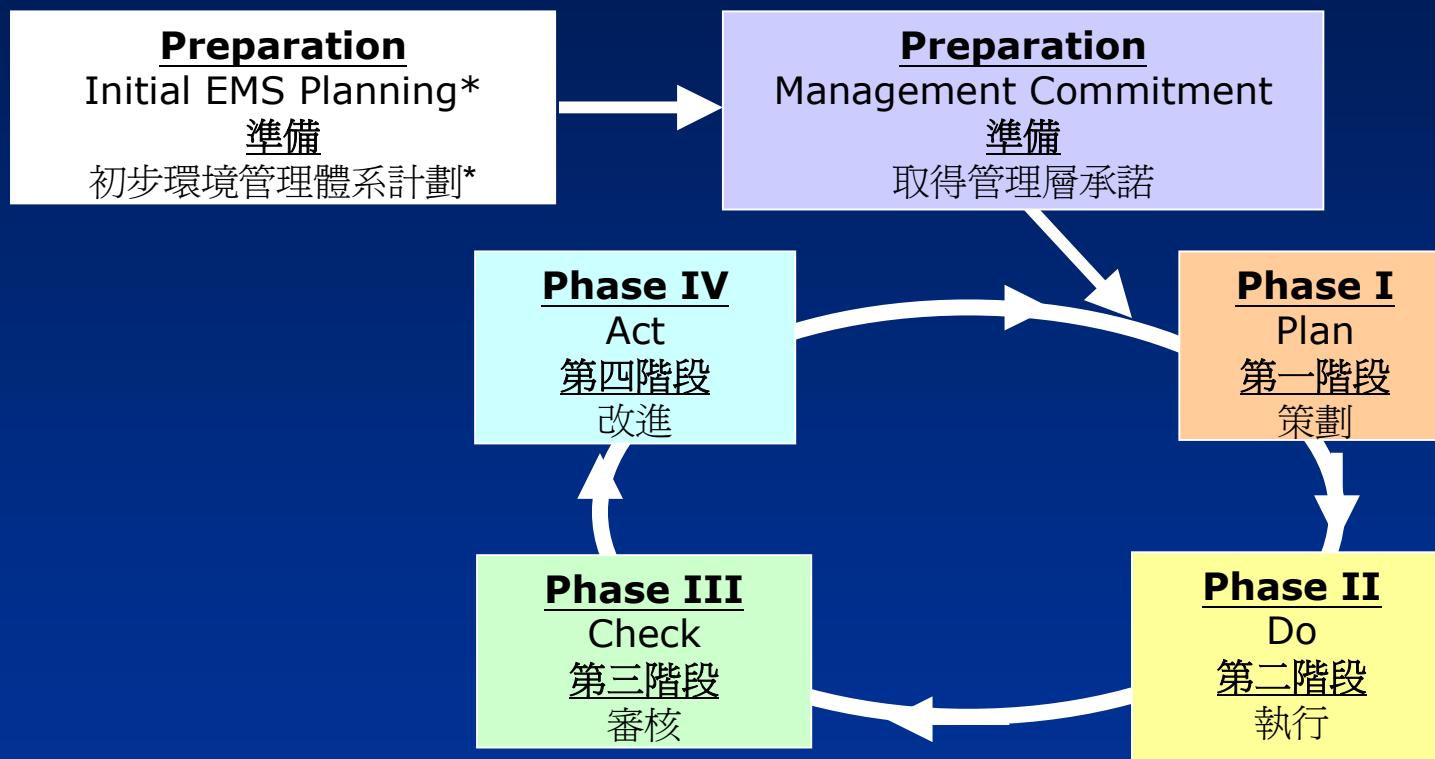 Preparation
Initial EMS Planning*
準備
初步環境管理體系計劃*
Preparation
Management Commitment
準備
取得管理層承諾
Phase IV
Act
第四階段
改進
Phase I
Plan
第一階段
策劃
Phase III
Check
第三階段
審核
Phase II
Do
第二階段
執行